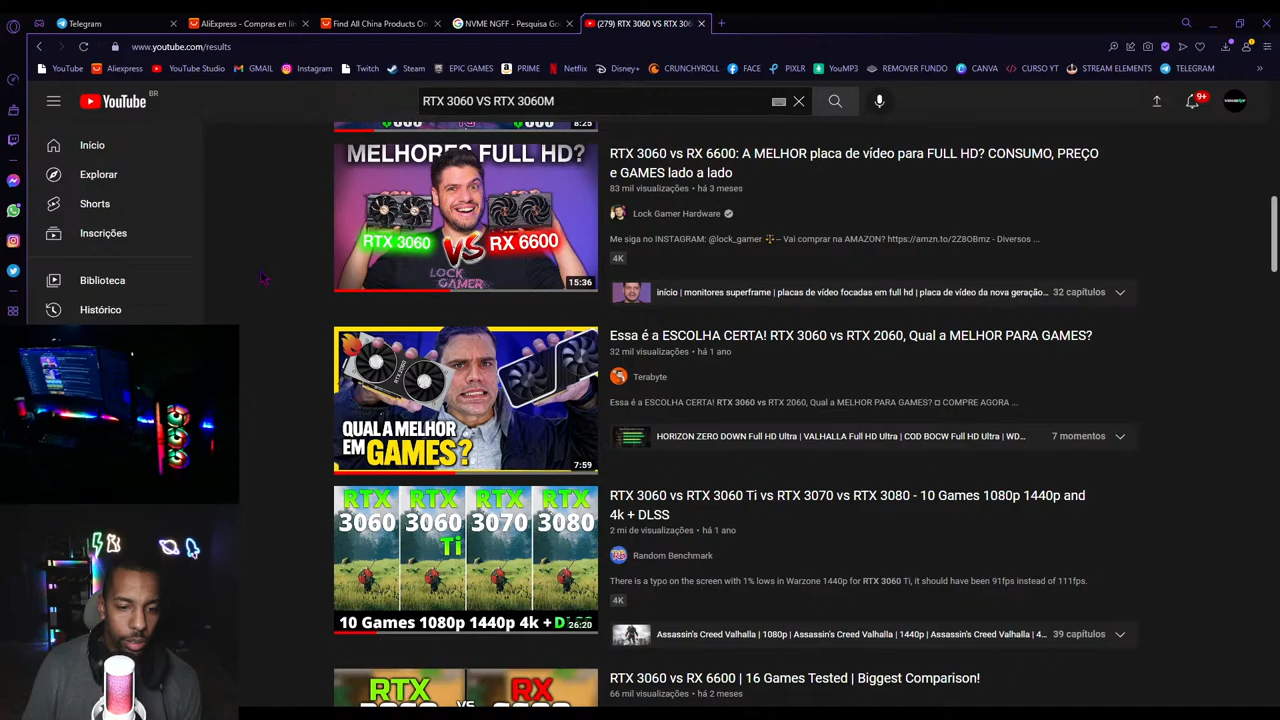 Telegram
AliExpress - Compras en lín
Find All China Products On
NVME NGFF - Pesquisa Goo
(279) RTX 3060 VS RTX 306
www.youtube.com/results
YouTube
Aliexpress
YouTube Studio
GMAIL
Instagram
Twitch
Steam
EPIC GAMES
PRIME
Netflix
Disney+
CRUNCHYROLL
FACE
PIXLR
YouMP3
REMOVER FUNDO
CANVA
CURSO YT
STREAM ELEMENTS
TELEGRAM
»
YouTube BR
RTX 3060 VS RTX 3060M
9+
Início
Explorar
Shorts
Inscrições
Biblioteca
Histórico
8:25
MELHORES FULL HD?
RTX 3060
VS
RX 6600
LOCK
GAMER
15:36
RTX 3060 vs RX 6600: A MELHOR placa de vídeo para FULL HD? CONSUMO, PREÇO
e GAMES lado a lado
83 mil visualizações • há 3 meses
Lock Gamer Hardware
Me siga no INSTAGRAM: @lock_gamer -- Vai comprar na AMAZON? https://amzn.to/2Z8OBmz - Diversos ...
4K
início | monitores superframe | placas de vídeo focadas em full hd | placa de vídeo da nova geração...
32 capítulos
QUAL A MELHOR
EM GAMES?
7:59
Essa é a ESCOLHA CERTA! RTX 3060 vs RTX 2060, Qual a MELHOR PARA GAMES?
32 mil visualizações • há 1 ano
Terabyte
Essa é a ESCOLHA CERTA! RTX 3060 vs RTX 2060, Qual a MELHOR PARA GAMES? COMPRE AGORA ...
HORIZON ZERO DOWN Full HD Ultra | VALHALLA Full HD Ultra | COD BOCW Full HD Ultra | WD...
7 momentos
RTX RTX RTX RTX
3060 3060 3070 3080
Ti
10 Games 1080p 1440p 4k + D
26:20
RTX 3060 vs RTX 3060 Ti vs RTX 3070 vs RTX 3080 - 10 Games 1080p 1440p and
4k + DLSS
2 mi de visualizações • há 1 ano
Random Benchmark
There is a typo on the screen with 1% lows in Warzone 1440p for RTX 3060 Ti, it should have been 91fps instead of 111fps.
4K
Assassin's Creed Valhalla | 1080p | Assassin's Creed Valhalla | 1440p | Assassin's Creed Valhalla | 4...
39 capítulos
RTX
VS
RX
RTX 3060 vs RX 6600 | 16 Games Tested | Biggest Comparison!
66 mil visualizações • há 2 meses